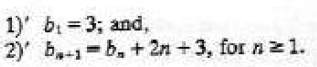 1)' b₁ = 3; and,
2)' bₙ₊₁ = bₙ + 2n + 3, for n ≥ 1.